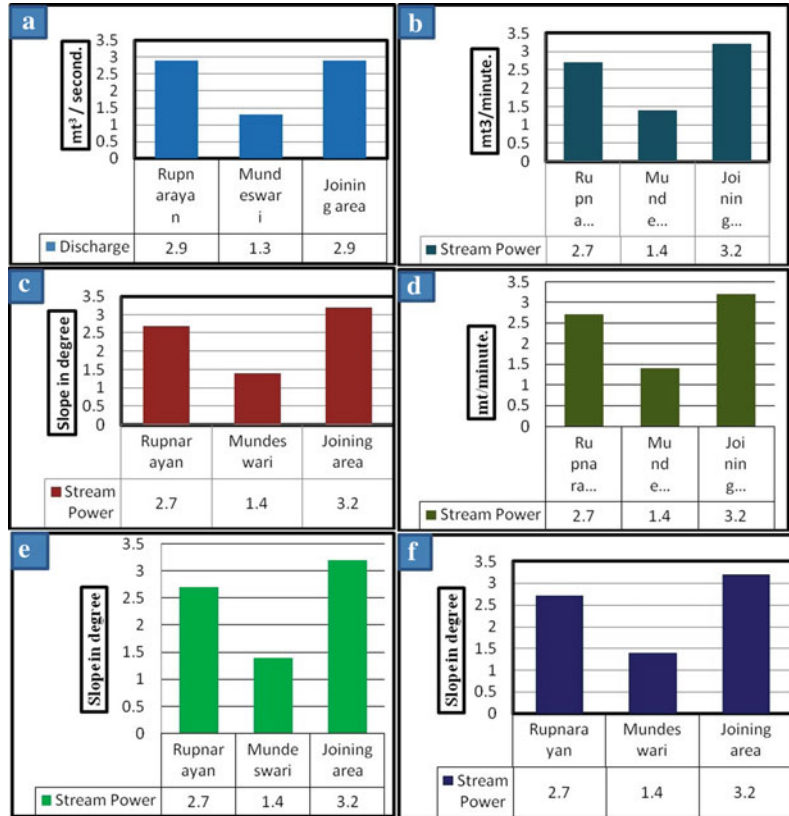 a
mt³ / second.
3.5
3
2.5
2
1.5
1
0.5
0
Rupn
arayan
n
Mund
eswar
i
Joinin
g area
Discharge
2.9
1.3
2.9
b
mt3/minute.
3.5
3
2.5
2
1.5
1
0.5
0
Ru
pna
...
Mu
nde
...
Joi
nin
g...
Stream Power
2.7
1.4
3.2
c
Slope in degree
3.5
3
2.5
2
1.5
1
0.5
0
Rupnar
ayan
Mundes
wari
Joining
area
Stream
Power
2.7
1.4
3.2
d
mt/minute.
3.5
3
2.5
2
1.5
1
0.5
0
Ru
pna
ra...
Mu
nd
e...
Joi
nin
g...
Stream Power
2.7
1.4
3.2
e
Slope in degree
3.5
3
2.5
2
1.5
1
0.5
0
Rupnar
ayan
Munde
swari
Joining
area
Stream Power
2.7
1.4
3.2
f
Slope in degree
3.5
3
2.5
2
1.5
1
0.5
0
Rupnara
yan
Mundes
wari
Joining
area
Stream
Power
2.7
1.4
3.2